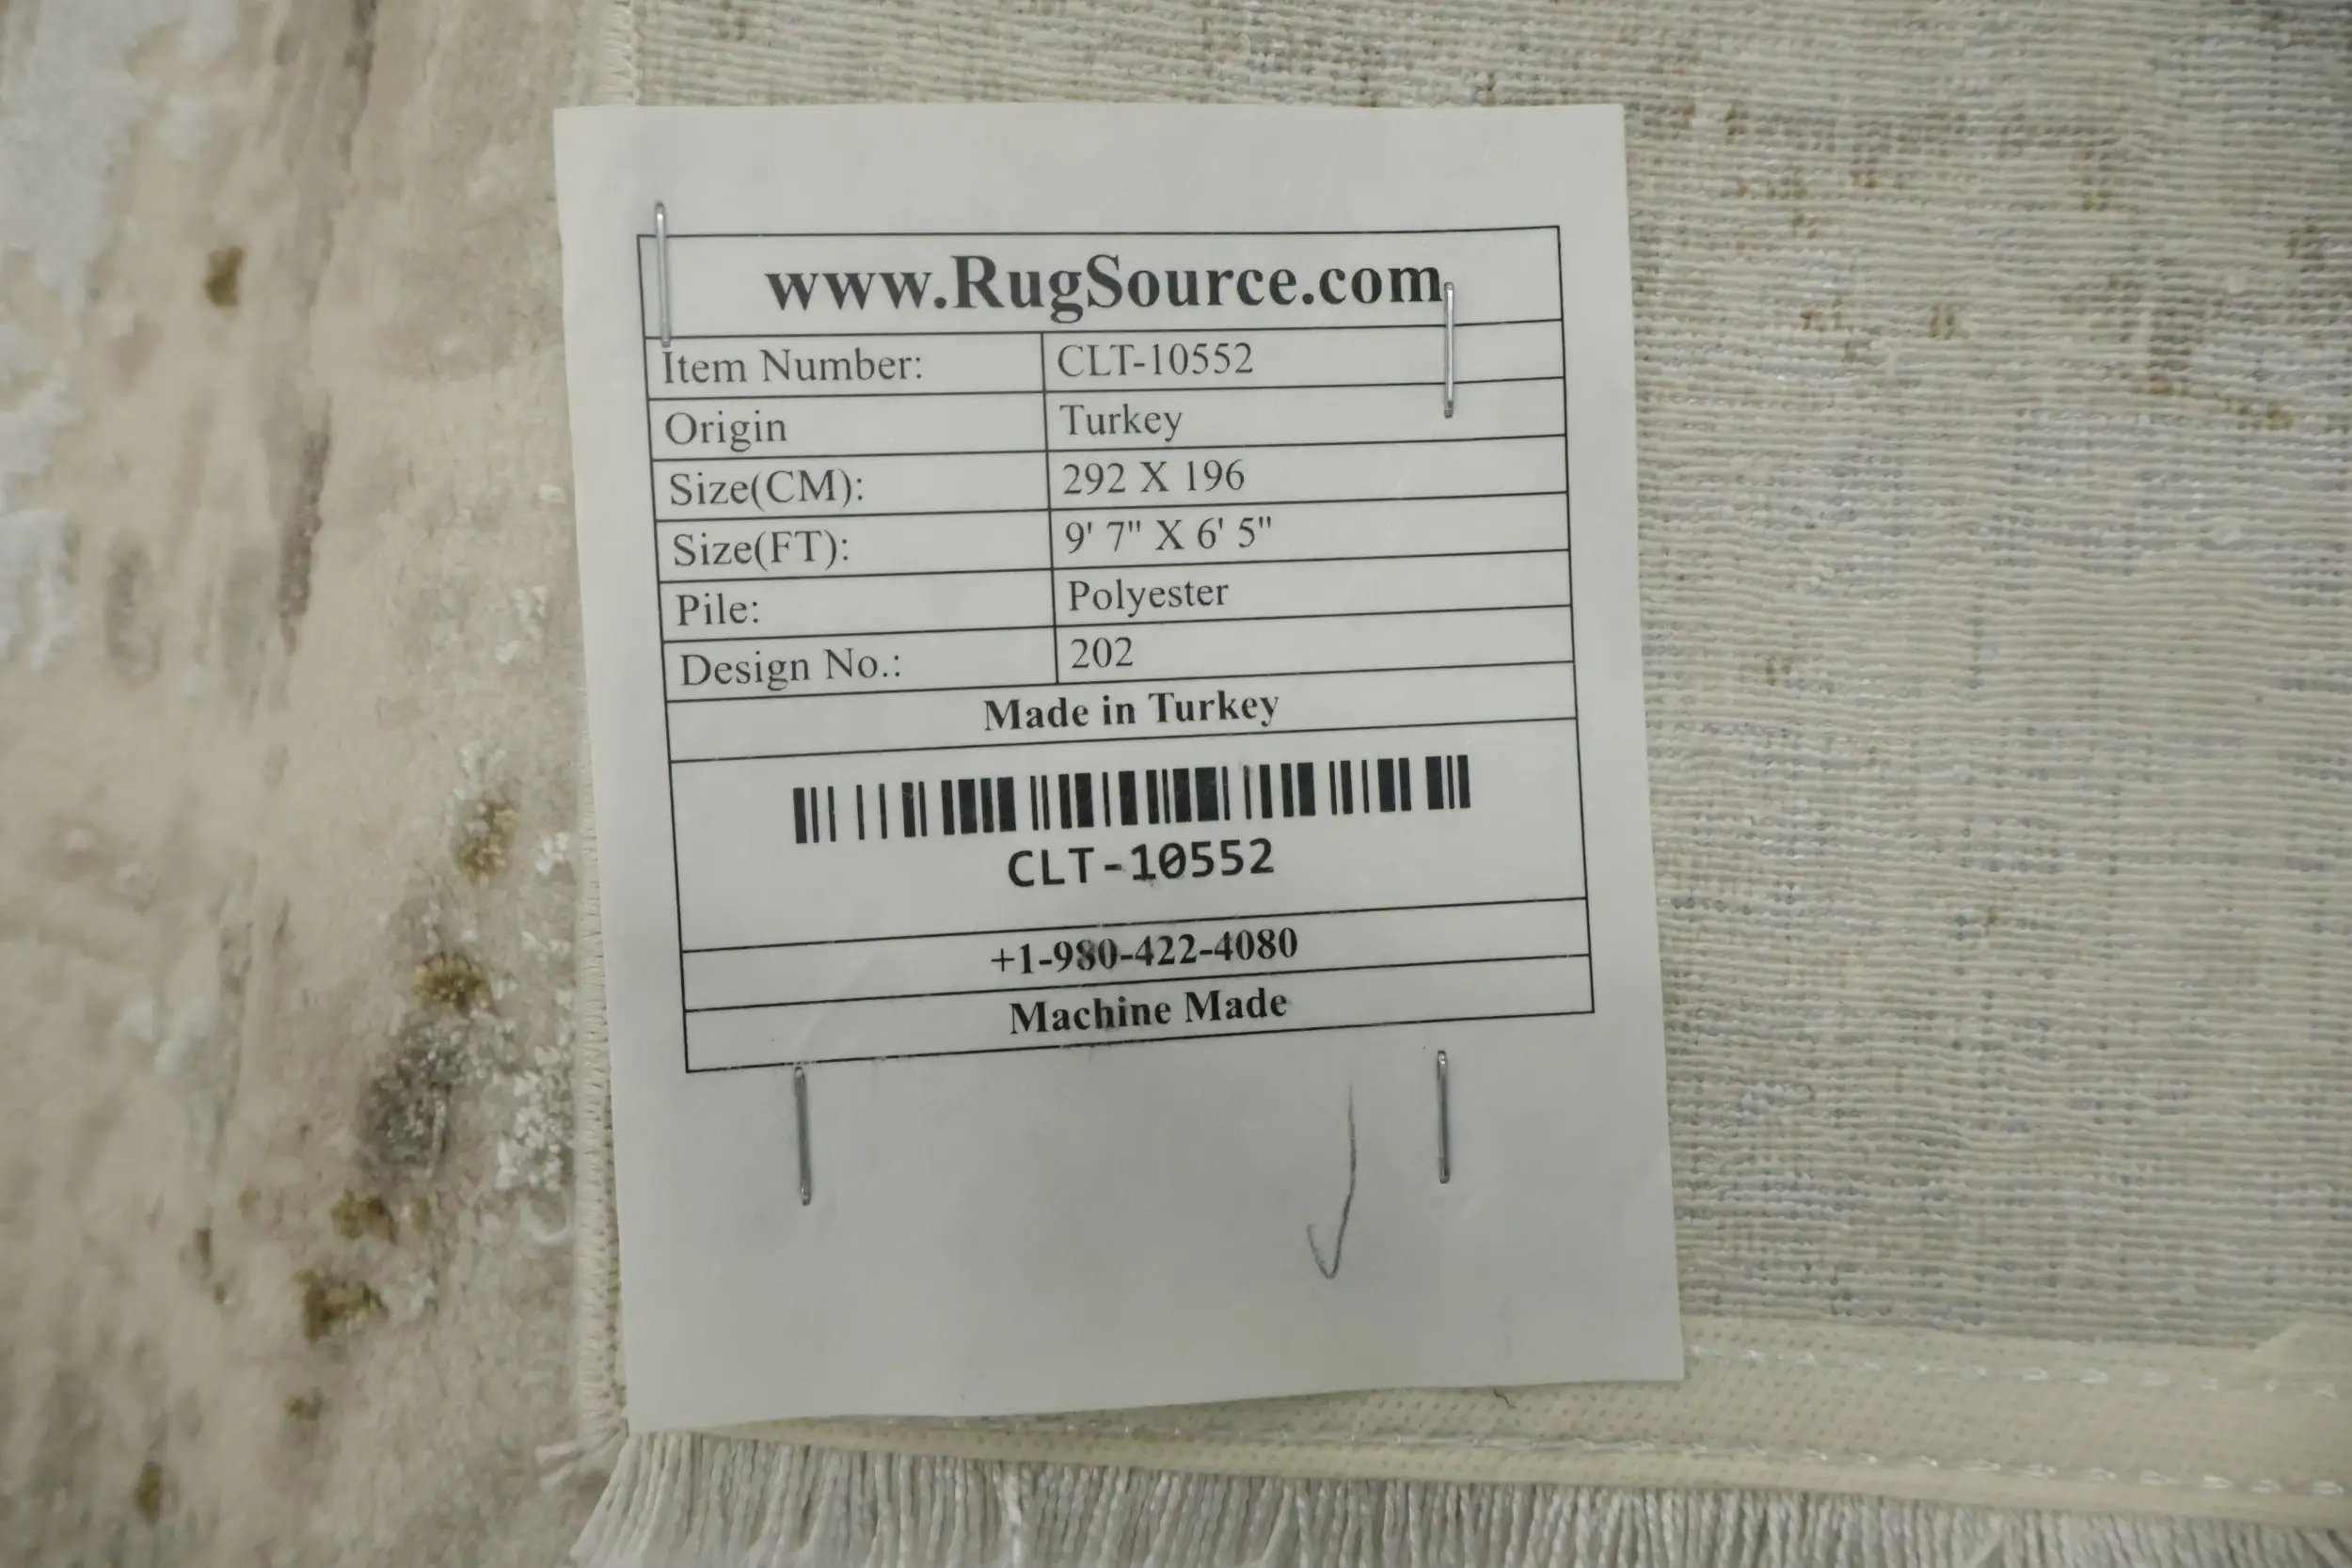 www.RugSource.com
Item Number: CLT-10552
Origin Turkey
Size(CM): 292 X 196
Size(FT): 9' 7" X 6' 5"
Pile: Polyester
Design No.: 202
Made in Turkey
CLT-10552
+1-980-422-4080
Machine Made